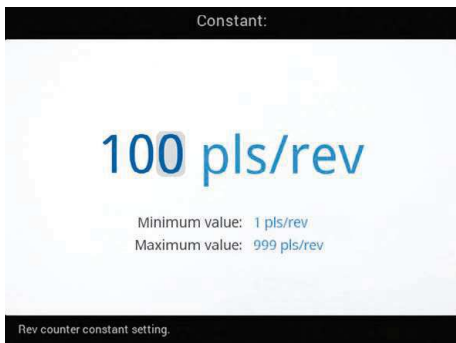 Constant:
100 pls/rev
Minimum value: 1 pls/rev
Maximum value: 999 pls/rev
Rev counter constant setting.